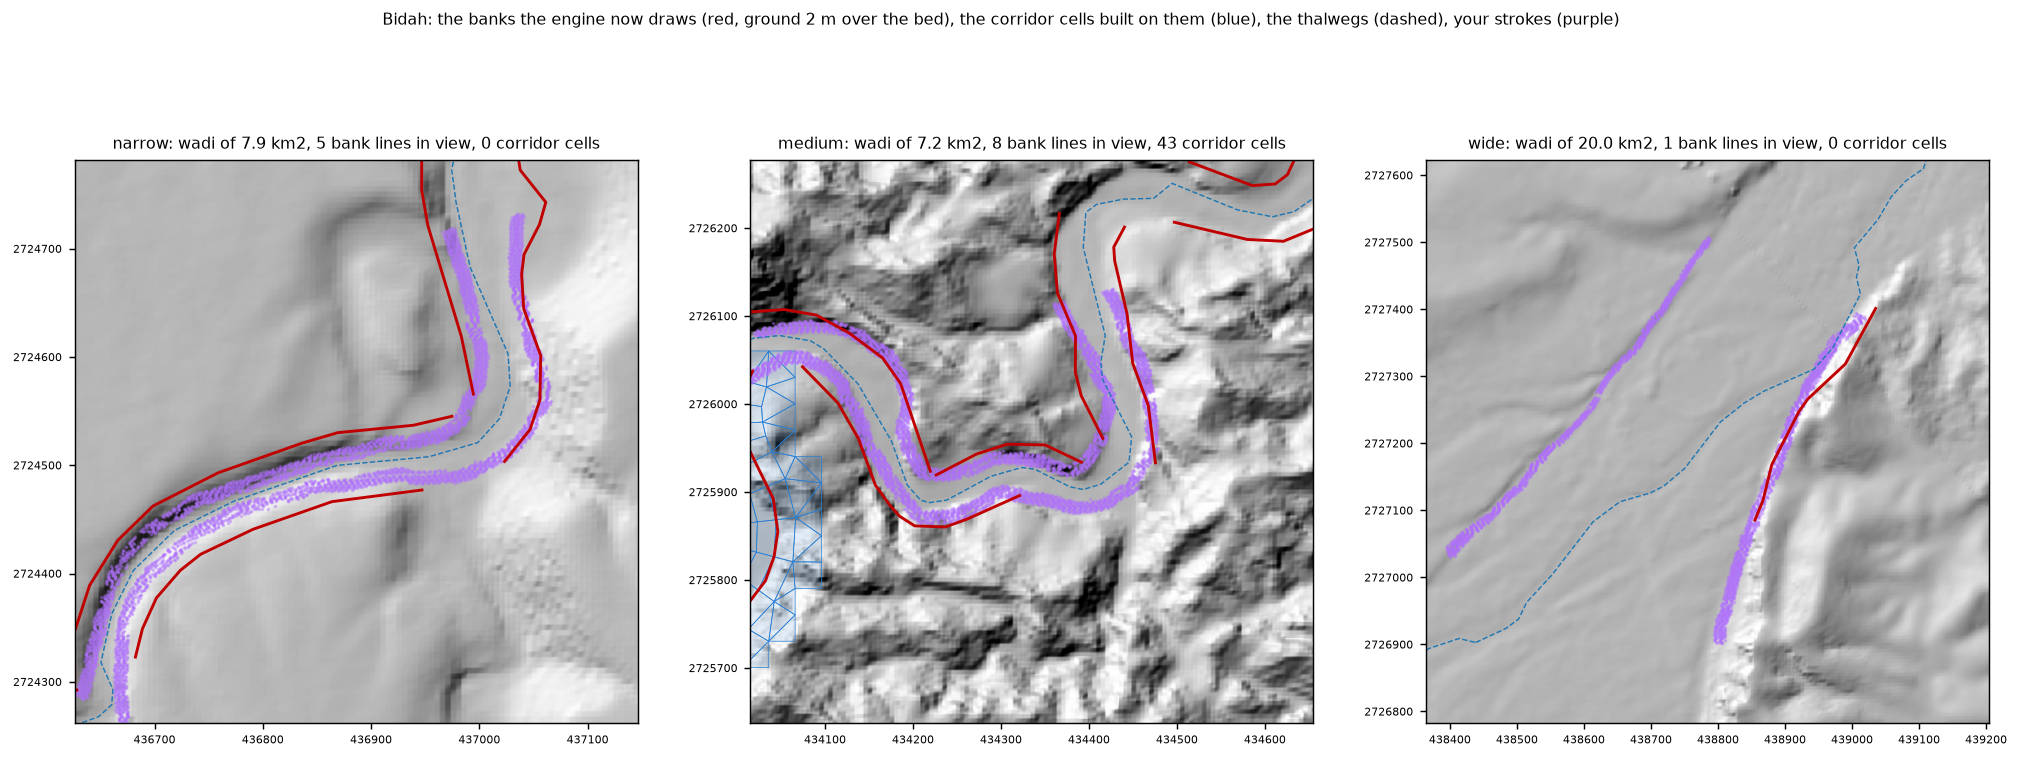 Bidah: the banks the engine now draws (red, ground 2 m over the bed), the corridor cells built on them (blue), the thalwegs (dashed), your strokes (purple)
narrow: wadi of 7.9 km2, 5 bank lines in view, 0 corridor cells
2724700
2724600
2724500
2724400
2724300
436700 436800 436900 437000 437100
medium: wadi of 7.2 km2, 8 bank lines in view, 43 corridor cells
2726200
2726100
2726000
2725900
2725800
2725700
434100 434200 434300 434400 434500 434600
wide: wadi of 20.0 km2, 1 bank lines in view, 0 corridor cells
2727600
2727500
2727400
2727300
2727200
2727100
2727000
2726900
2726800
438400 438500 438600 438700 438800 438900 439000 439100 439200